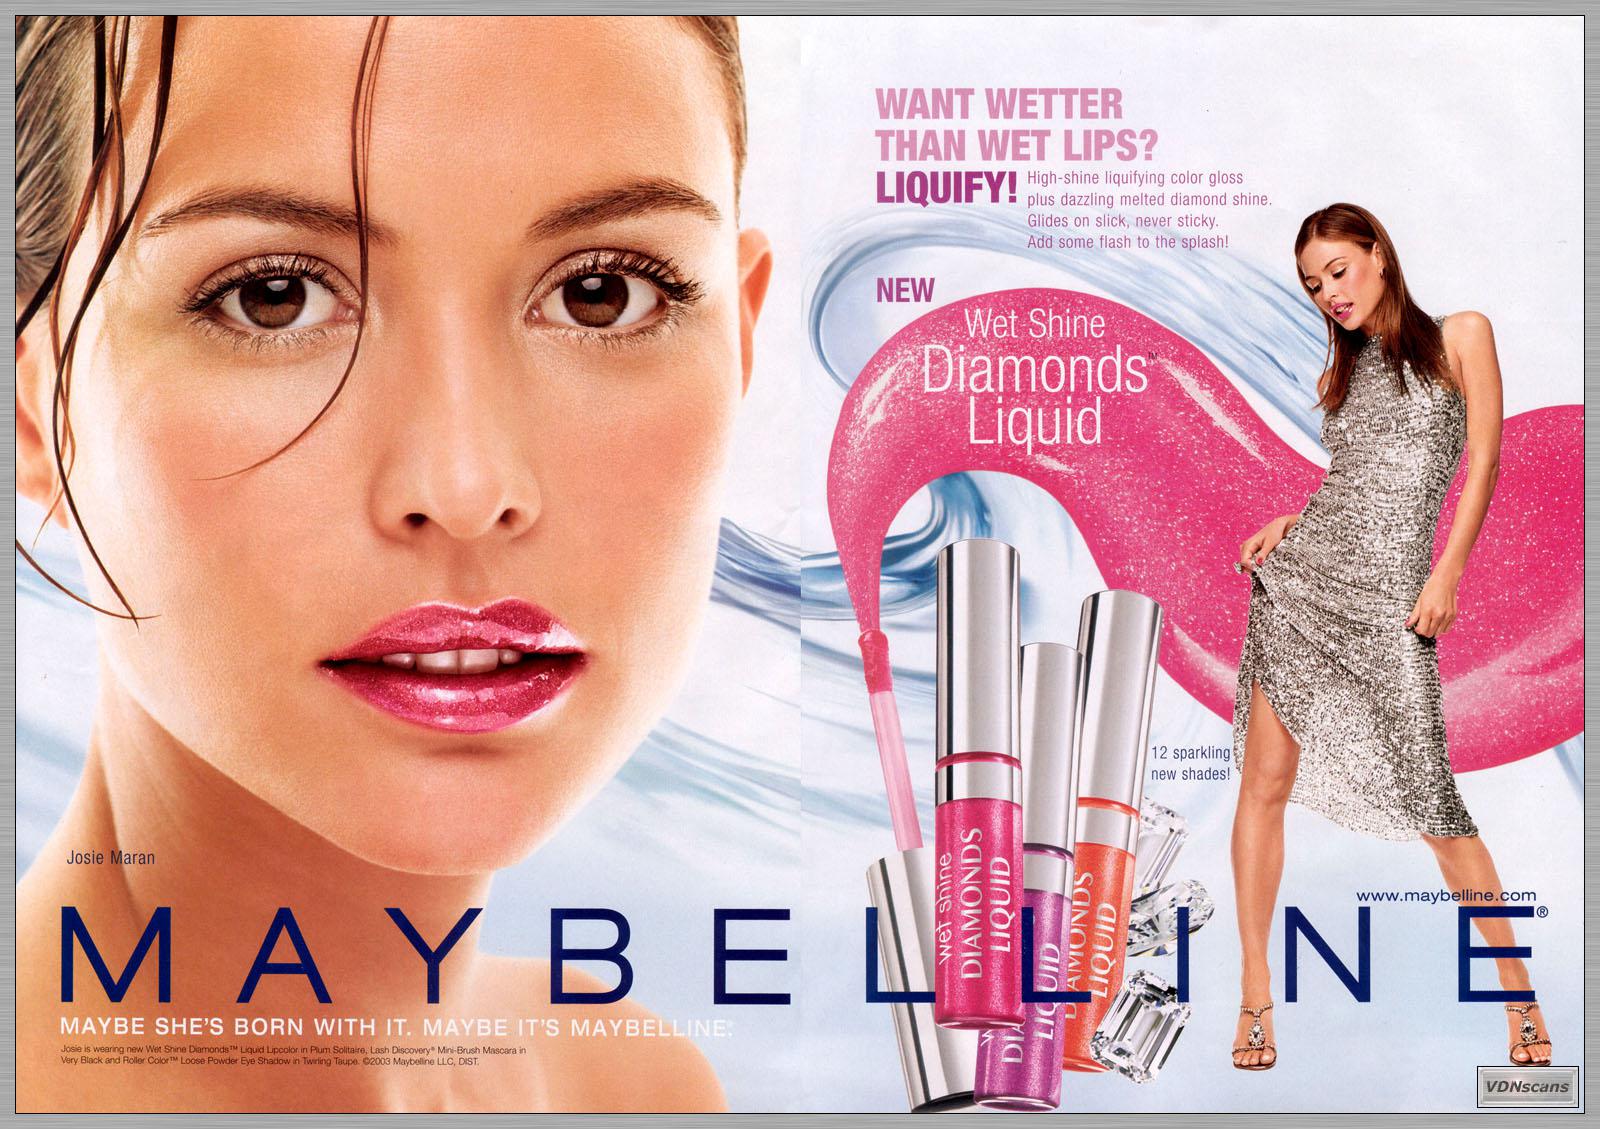 WANT WETTER
THAN WET LIPS?
LIQUIFY! High-shine liquifying color gloss
plus dazzling melted diamond shine.
Glides on slick, never sticky.
Add some flash to the splash!
NEW
Wet Shine
Diamonds™
Liquid
12 sparkling
new shades!
wet shine
DIAMONDS
LIQUID
DIAMONDS
LIQUID
Josie Maran
www.maybelline.com
MAYBELLINE®
MAYBE SHE'S BORN WITH IT. MAYBE IT'S MAYBELLINE.
Josie is wearing new Wet Shine Diamonds™ Liquid Lipcolor in Plum Solitaire, Lash Discovery® Mini-Brush Mascara in
Very Black and Roller Color™ Loose Powder Eye Shadow in Twirling Taupe. ©2003 Maybelline LLC, DIST.
VDNscans